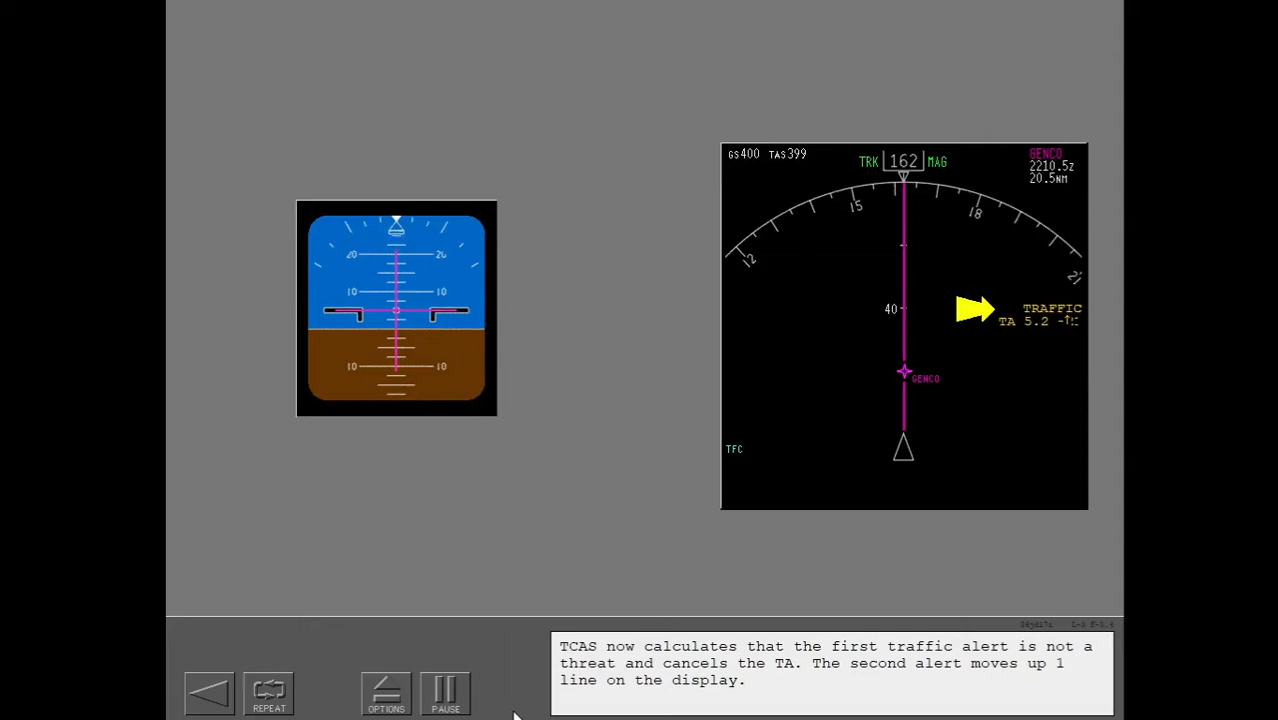 GS400 TAS399
TRK 162 MAG
GENCO
2210.5Z
20.5NM
12
15
18
21
20 20
10 10
10 10
40
TRAFFIC
TA 5.2
GENCO
TFC
TCAS now calculates that the first traffic alert is not a
threat and cancels the TA. The second alert moves up 1
line on the display.
REPEAT
OPTIONS
PAUSE